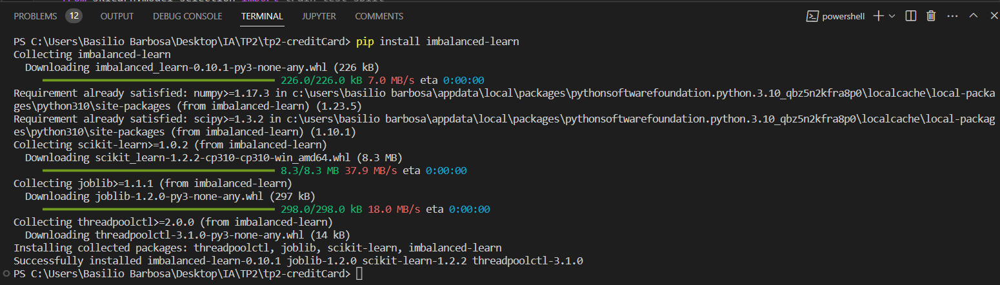 from sklearn.model_selection import train_test_split
PROBLEMS 12 OUTPUT DEBUG CONSOLE TERMINAL JUPYTER COMMENTS powershell
PS C:\Users\Basilio Barbosa\Desktop\IA\TP2\tp2-creditCard> pip install imbalanced-learn
Collecting imbalanced-learn
  Downloading imbalanced_learn-0.10.1-py3-none-any.whl (226 kB)
226.0/226.0 kB 7.0 MB/s eta 0:00:00
Requirement already satisfied: numpy>=1.17.3 in c:\users\basilio barbosa\appdata\local\packages\pythonsoftwarefoundation.python.3.10_qbz5n2kfra8p0\localcache\local-packa
ges\python310\site-packages (from imbalanced-learn) (1.23.5)
Requirement already satisfied: scipy>=1.3.2 in c:\users\basilio barbosa\appdata\local\packages\pythonsoftwarefoundation.python.3.10_qbz5n2kfra8p0\localcache\local-packag
es\python310\site-packages (from imbalanced-learn) (1.10.1)
Collecting scikit-learn>=1.0.2 (from imbalanced-learn)
  Downloading scikit_learn-1.2.2-cp310-cp310-win_amd64.whl (8.3 MB)
8.3/8.3 MB 37.9 MB/s eta 0:00:00
Collecting joblib>=1.1.1 (from imbalanced-learn)
  Downloading joblib-1.2.0-py3-none-any.whl (297 kB)
298.0/298.0 kB 18.0 MB/s eta 0:00:00
Collecting threadpoolctl>=2.0.0 (from imbalanced-learn)
  Downloading threadpoolctl-3.1.0-py3-none-any.whl (14 kB)
Installing collected packages: threadpoolctl, joblib, scikit-learn, imbalanced-learn
Successfully installed imbalanced-learn-0.10.1 joblib-1.2.0 scikit-learn-1.2.2 threadpoolctl-3.1.0
PS C:\Users\Basilio Barbosa\Desktop\IA\TP2\tp2-creditCard>